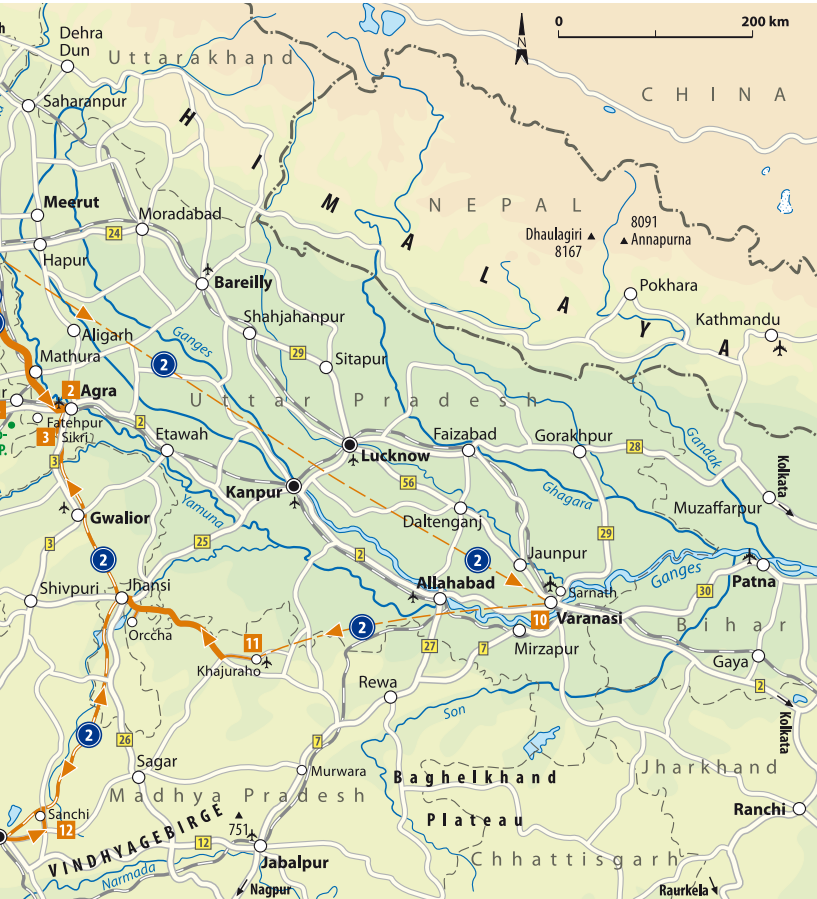 0
200 km
N
h
Dehra
Dun
Uttarakhand
Saharanpur
CHINA
HIMALAYA
Meerut
Moradabad
NEPAL
8091
Annapurna
Dhaulagiri
8167
24
Hapur
Bareilly
Pokhara
Shahjahanpur
Kathmandu
Aligarh
Ganges
29
Sitapur
Mathura
2
2
Agra
Uttar Pradesh
ur
Fatehpur
Sikri
3
2
Etawah
Lucknow
Faizabad
Gorakhpur
28
Gandak
P.
3
Kanpur
56
Ghagara
Kolkata
Muzaffarpur
Yamuna
Daltenganj
Gwalior
29
3
25
2
2
2
Jaunpur
Ganges
Patna
Shivpuri
Jhansi
Allahabad
Sarnath
30
Orccha
10
Varanasi
Bihar
2
11
27
7
Mirzapur
Khajuraho
Gaya
2
Rewa
Son
Kolkata
2
26
7
Sagar
Murwara
Baghelkhand
Plateau
Jharkhand
Madhya Pradesh
Sanchi
12
751
Ranchi
VINDHYAGEBIRGE
12
Jabalpur
Chhattisgarh
Narmada
Nagpur
Raurkela